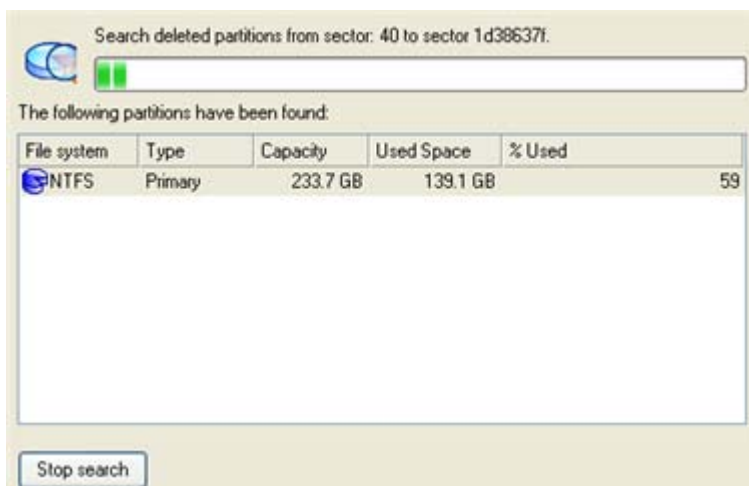 Search deleted partitions from sector: 40 to sector 1d38637f.
The following partitions have been found:
File system Type Capacity Used Space % Used
NTFS Primary 233.7 GB 139.1 GB 59
Stop search